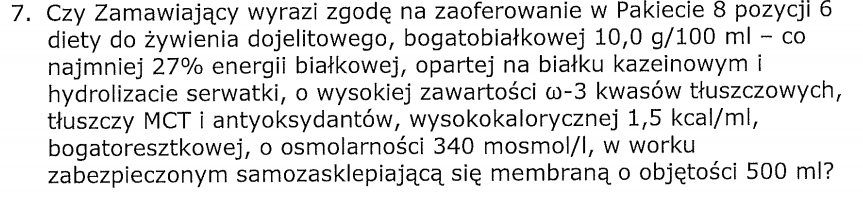 7. Czy Zamawiający wyrazi zgodę na zaoferowanie w Pakiecie 8 pozycji 6
diety do żywienia dojelitowego, bogatobiałkowej 10,0 g/100 ml – co
najmniej 27% energii białkowej, opartej na białku kazeinowym i
hydrolizacie serwatki, o wysokiej zawartości ω-3 kwasów tłuszczowych,
tłuszczy MCT i antyoksydantów, wysokokalorycznej 1,5 kcal/ml,
bogatoresztkowej, o osmolarności 340 mosmol/l, w worku
zabezpieczonym samozasklepiającą się membraną o objętości 500 ml?